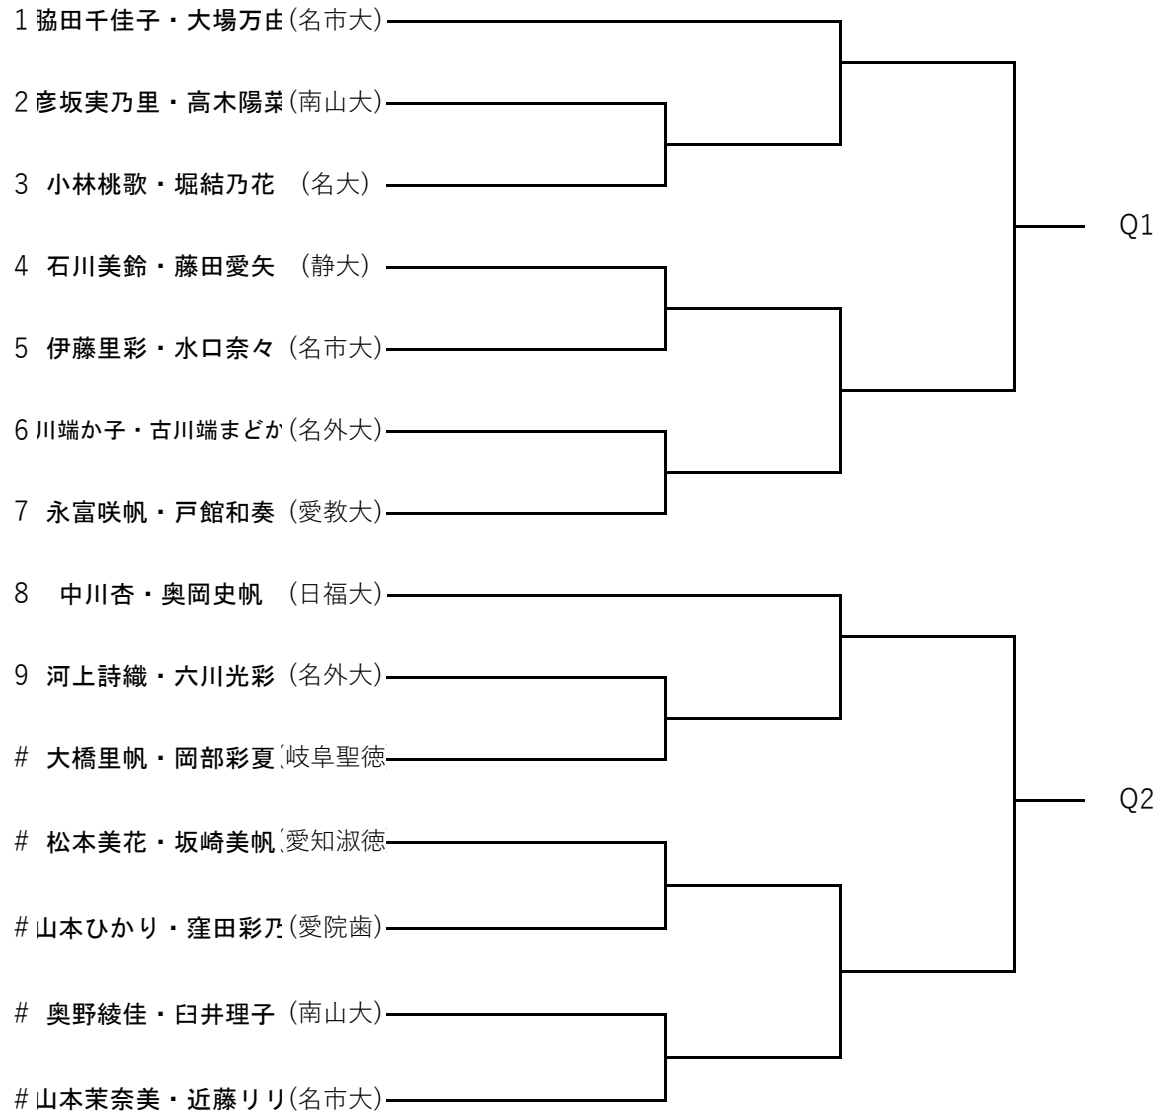 1 脇田千佳子・大場万由 (名市大)
2 彦坂実乃里・高木陽菜 (南山大)
3 小林桃歌・堀結乃花 (名大)
Q1
4 石川美鈴・藤田愛矢 (静大)
5 伊藤里彩・水口奈々 (名市大)
6 川端か子・古川端まどか (名外大)
7 永富咲帆・戸館和奏 (愛教大)
8 中川杏・奥岡史帆 (日福大)
9 河上詩織・六川光彩 (名外大)
# 大橋里帆・岡部彩夏 (岐阜聖徳
Q2
# 松本美花・坂崎美帆 (愛知淑徳
# 山本ひかり・窪田彩乃 (愛院歯)
# 奥野綾佳・臼井理子 (南山大)
# 山本茉奈美・近藤リリ (名市大)